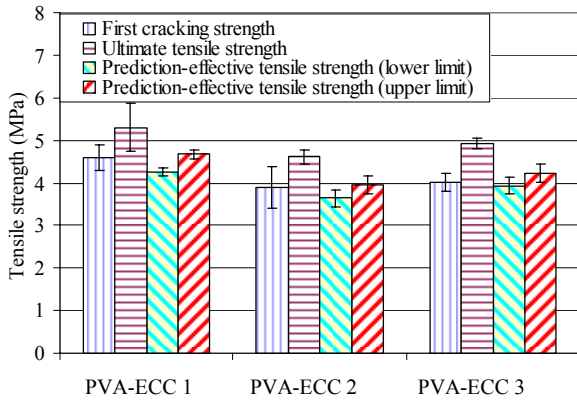 8
7
6
5
4
3
2
1
0
Tensile strength (MPa)
First cracking strength
Ultimate tensile strength
Prediction-effective tensile strength (lower limit)
Prediction-effective tensile strength (upper limit)
PVA-ECC 1
PVA-ECC 2
PVA-ECC 3